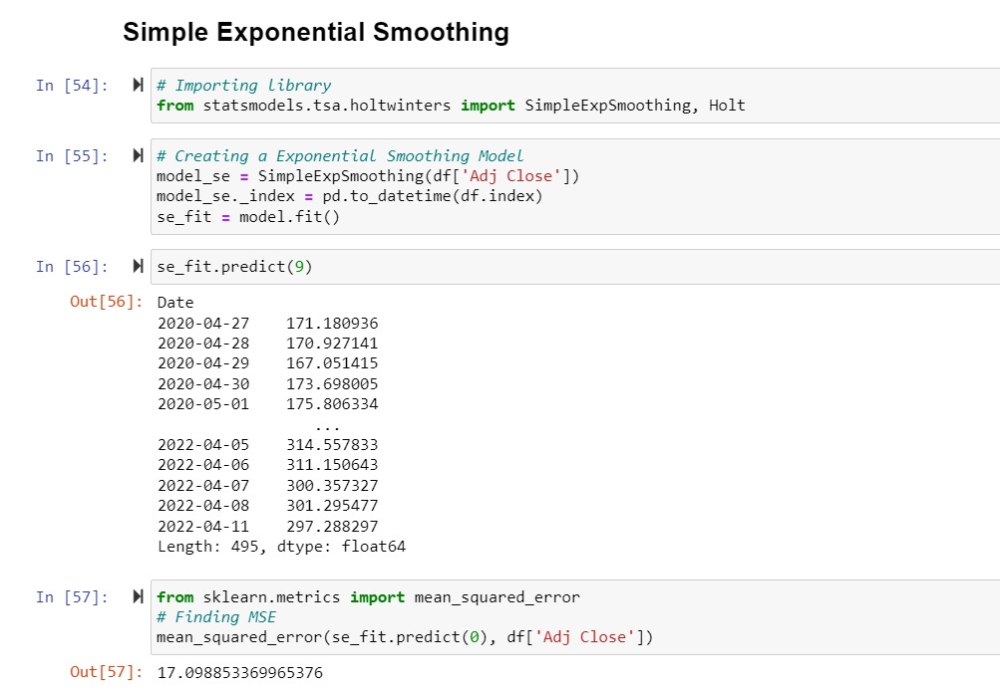 Simple Exponential Smoothing
In [54]:
# Importing library
from statsmodels.tsa.holtwinters import SimpleExpSmoothing, Holt
In [55]:
# Creating a Exponential Smoothing Model
model_se = SimpleExpSmoothing(df['Adj Close'])
model_se._index = pd.to_datetime(df.index)
se_fit = model.fit()
In [56]:
se_fit.predict(9)
Out[56]:
Date
2020-04-27    171.180936
2020-04-28    170.927141
2020-04-29    167.051415
2020-04-30    173.698005
2020-05-01    175.806334
...
2022-04-05    314.557833
2022-04-06    311.150643
2022-04-07    300.357327
2022-04-08    301.295477
2022-04-11    297.288297
Length: 495, dtype: float64
In [57]:
from sklearn.metrics import mean_squared_error
# Finding MSE
mean_squared_error(se_fit.predict(0), df['Adj Close'])
Out[57]:
17.098853369965376